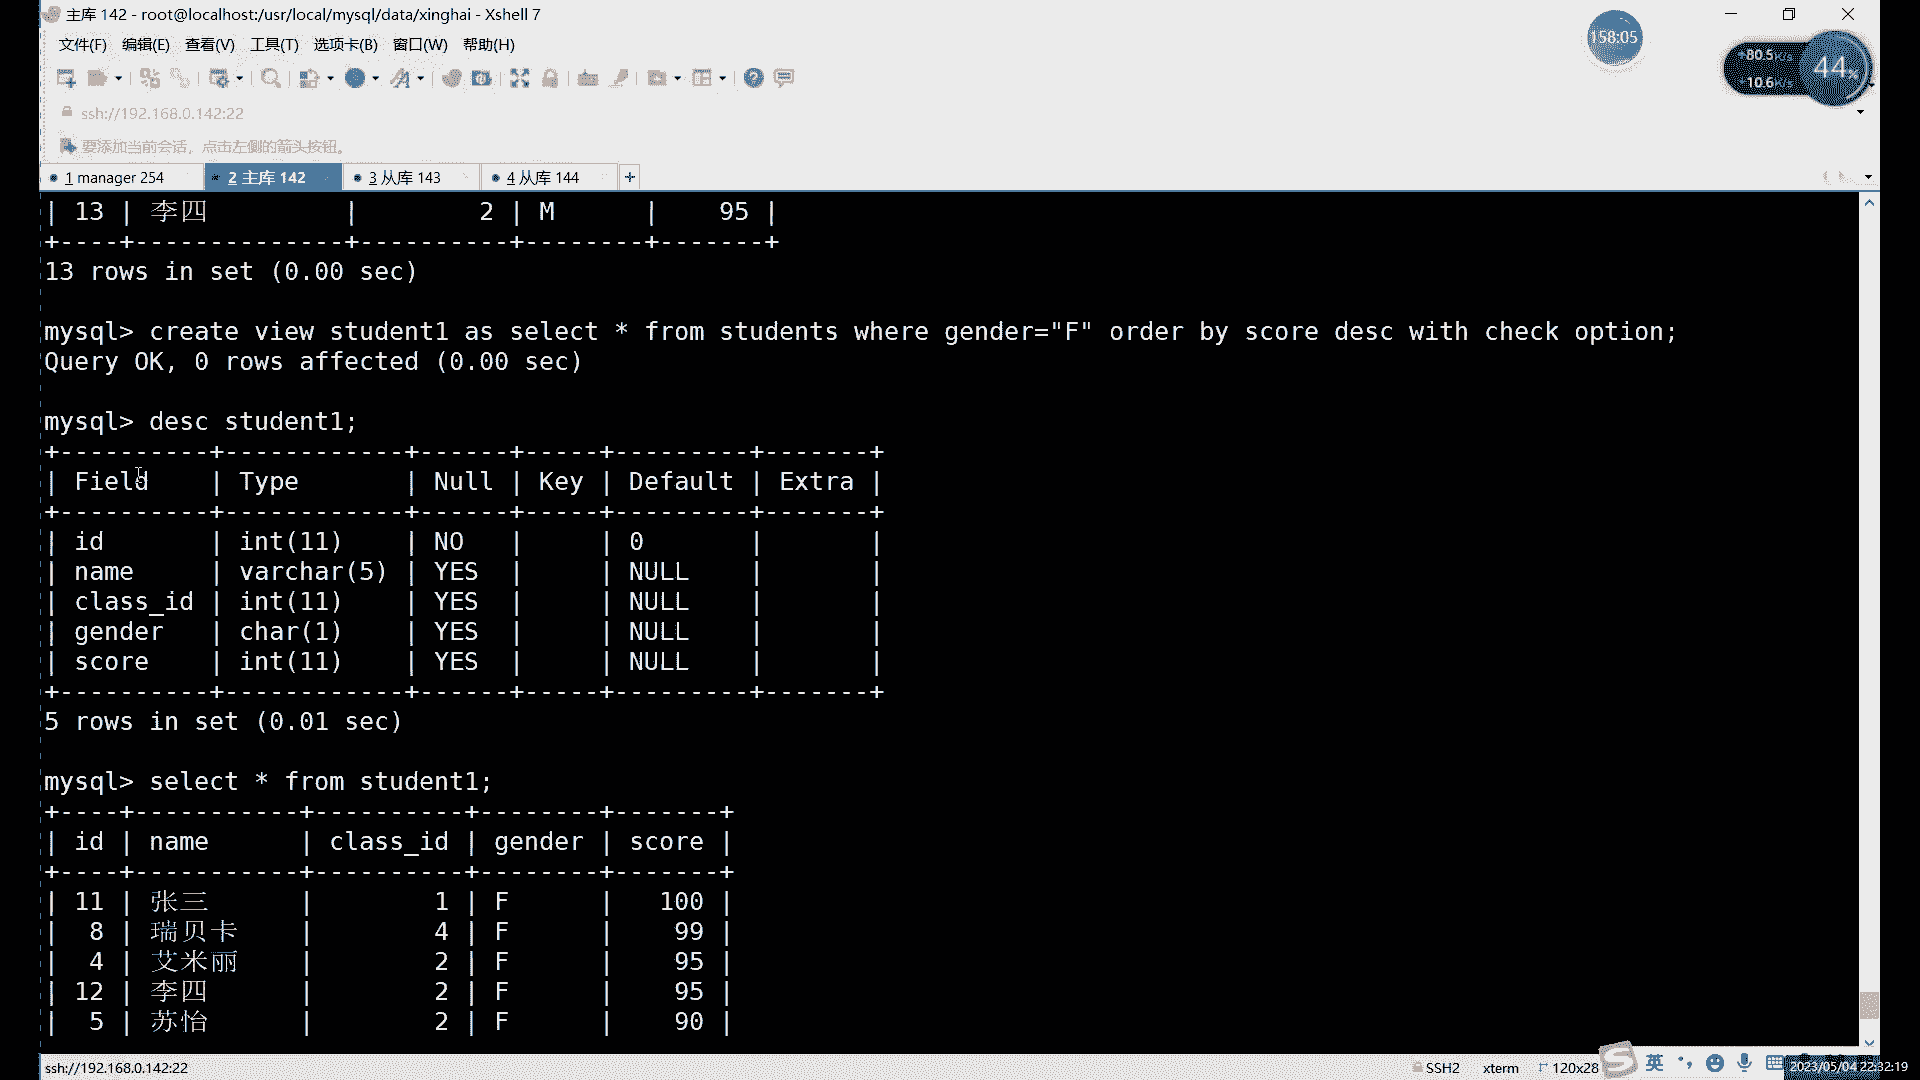 主库 142 - root@localhost:/usr/local/mysql/data/xinghai - Xshell 7
158:05
文件(F) 编辑(E) 查看(V) 工具(T) 选项卡(B) 窗口(W) 帮助(H)
+80.5K/s
44%
+10.6K/s
ssh://192.168.0.142:22
要添加当前会话，点击左侧的箭头按钮。
1 manager 254 2 主库 142 3 从库 143 4 从库 144 +
| 13 | 李四 | 2 | M | 95 |
+----+--------------+----------+--------+-------+
13 rows in set (0.00 sec)
mysql> create view student1 as select * from students where gender="F" order by score desc with check option;
Query OK, 0 rows affected (0.00 sec)
mysql> desc student1;
+----------+------------+------+-----+---------+-------+
| Field | Type | Null | Key | Default | Extra |
+----------+------------+------+-----+---------+-------+
| id | int(11) | NO | | 0 | |
| name | varchar(5) | YES | | NULL | |
| class_id | int(11) | YES | | NULL | |
| gender | char(1) | YES | | NULL | |
| score | int(11) | YES | | NULL | |
+----------+------------+------+-----+---------+-------+
5 rows in set (0.01 sec)
mysql> select * from student1;
+----+-----------+----------+--------+-------+
| id | name | class_id | gender | score |
+----+-----------+----------+--------+-------+
| 11 | 张三 | 1 | F | 100 |
| 8 | 瑞贝卡 | 4 | F | 99 |
| 4 | 艾米丽 | 2 | F | 95 |
| 12 | 李四 | 2 | F | 95 |
| 5 | 苏怡 | 2 | F | 90 |
ssh://192.168.0.142:22 SSH2 xterm 120x28 英 2023/05/04 22:32:19